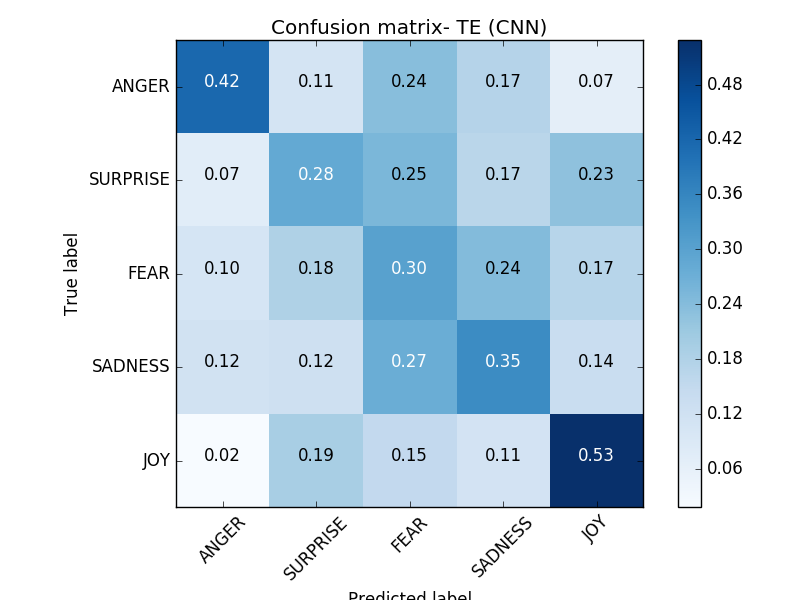 Confusion matrix- TE (CNN)
ANGER 0.42 0.11 0.24 0.17 0.07
SURPRISE 0.07 0.28 0.25 0.17 0.23
FEAR 0.10 0.18 0.30 0.24 0.17
SADNESS 0.12 0.12 0.27 0.35 0.14
JOY 0.02 0.19 0.15 0.11 0.53
True label
ANGER SURPRISE FEAR SADNESS JOY
Predicted label
0.48
0.42
0.36
0.30
0.24
0.18
0.12
0.06